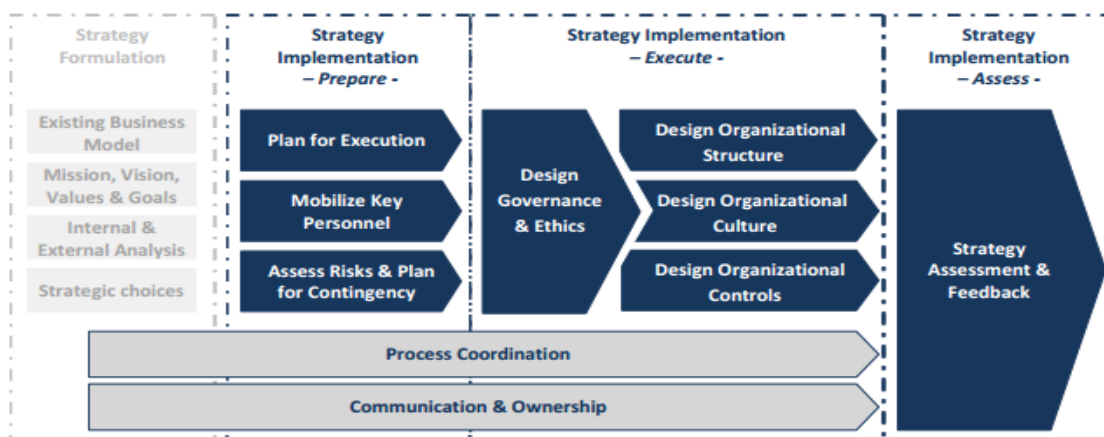 Strategy
Formulation
Existing Business
Model
Mission, Vision,
Values & Goals
Internal &
External Analysis
Strategic choices
Strategy
Implementation
– Prepare -
Plan for Execution
Mobilize Key
Personnel
Assess Risks & Plan
for Contingency
Strategy Implementation
– Execute -
Design
Governance
& Ethics
Design Organizational
Structure
Design Organizational
Culture
Design Organizational
Controls
Strategy
Implementation
– Assess -
Strategy
Assessment &
Feedback
Process Coordination
Communication & Ownership